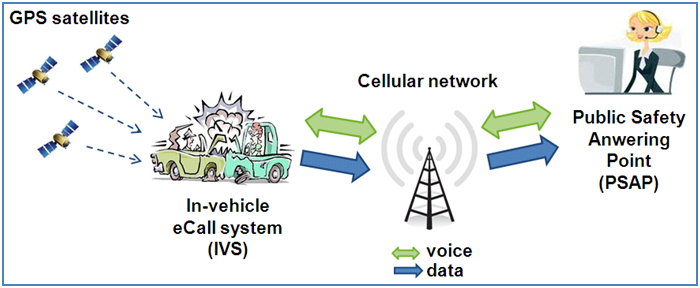 GPS satellites
Cellular network
Public Safety
Anwering
Point
(PSAP)
In-vehicle
eCall system
(IVS)
voice
data